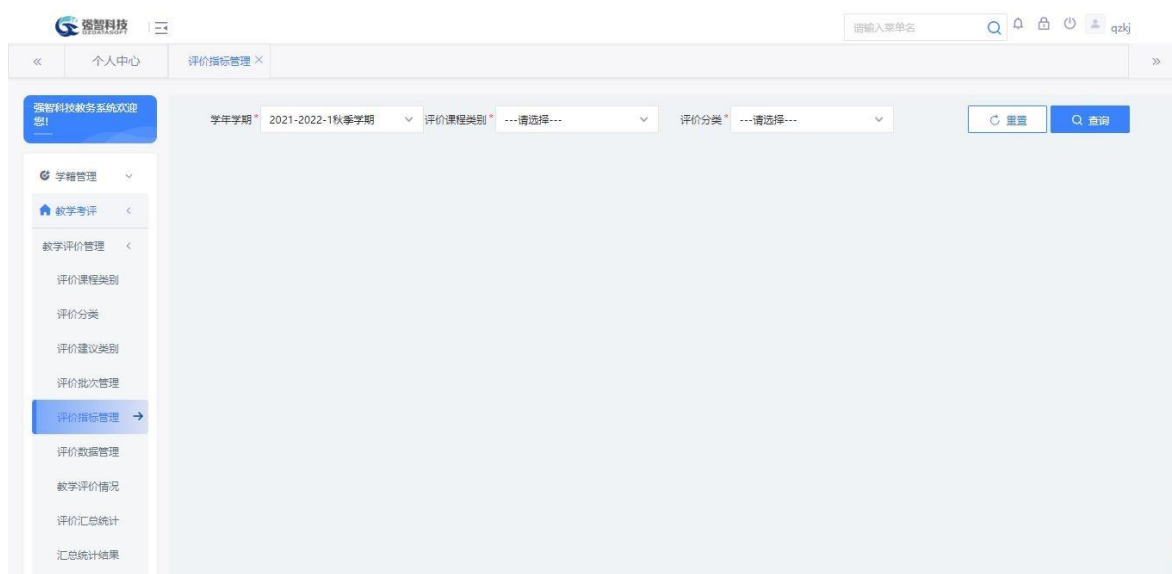 强智科技
QZDATASOFT
请输入菜单名
qzkj
个人中心
评价指标管理
强智科技教务系统欢迎
您!
学年学期* 2021-2022-1秋季学期 评价课程类别* ---请选择--- 评价分类* ---请选择--- 重置 查询
学籍管理
教学考评
教学评价管理
评价课程类别
评价分类
评价建议类别
评价批次管理
评价指标管理
评价数据管理
教学评价情况
评价汇总统计
汇总统计结果